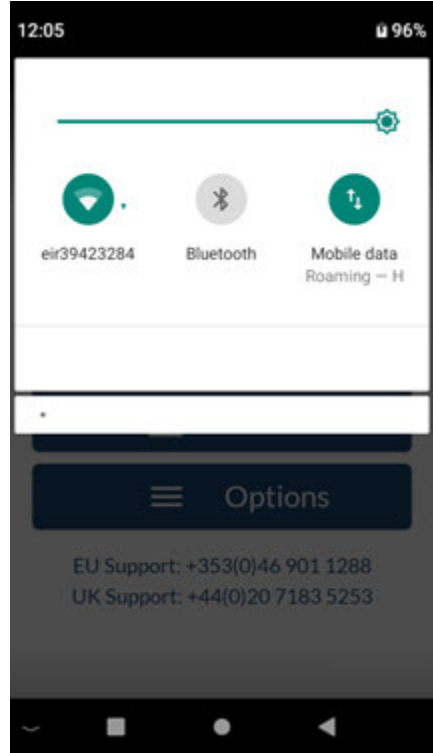 12:05 96%
eir39423284 Bluetooth Mobile data
Roaming — H
Options
EU Support: +353(0)46 901 1288
UK Support: +44(0)20 7183 5253